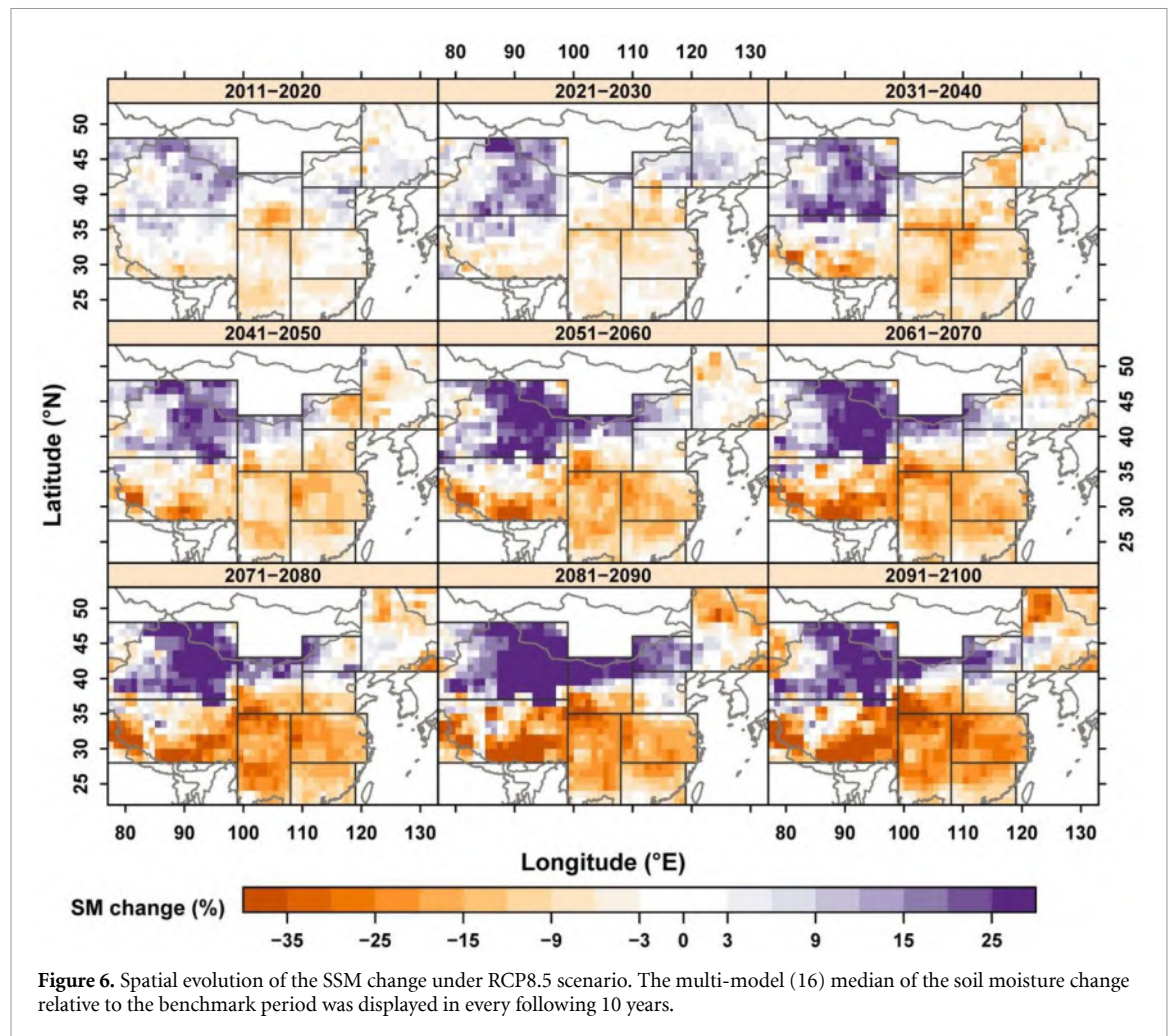 80 90 100 110 120 130
2011−2020 2021−2030 2031−2040
50
45
40
35
30
25
2041−2050 2051−2060 2061−2070
Latitude (°N)
50
45
40
35
30
25
2071−2080 2081−2090 2091−2100
50
45
40
35
30
25
80 90 100 110 120 130 80 90 100 110 120 130
Longitude (°E)
SM change (%)
−35 −25 −15 −9 −3 0 3 9 15 25
Figure 6. Spatial evolution of the SSM change under RCP8.5 scenario. The multi-model (16) median of the soil moisture change
relative to the benchmark period was displayed in every following 10 years.